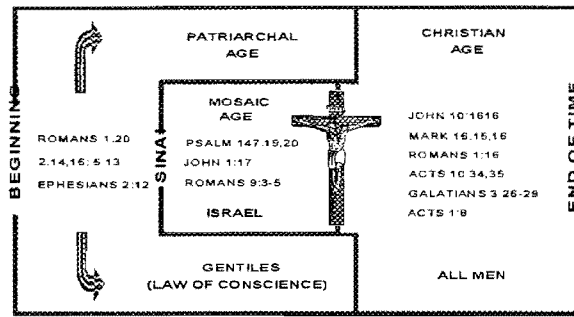 BEGINNING
ROMANS 1.20
2.14,16; 5 13
EPHESIANS 2:12
PATRIARCHAL
AGE
SINAI
MOSAIC
AGE
PSALM 147.19,20
JOHN 1:17
ROMANS 9:3-5
ISRAEL
GENTILES
(LAW OF CONSCIENCE)
CHRISTIAN
AGE
JOHN 10'1616
MARK 16.15,16
ROMANS 1:16
ACTS 10 34,35
GALATIANS 3 26-29
ACTS 1'8
ALL MEN
END OF TIME